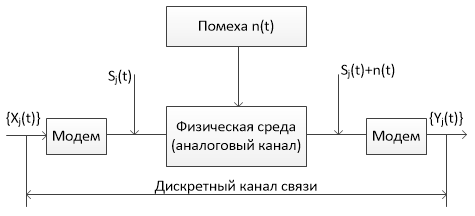 Помеха n(t)
Sj(t)
Sj(t)+n(t)
{Xj(t)}
Модем
Физическая среда
(аналоговый канал)
Модем
{Yj(t)}
Дискретный канал связи